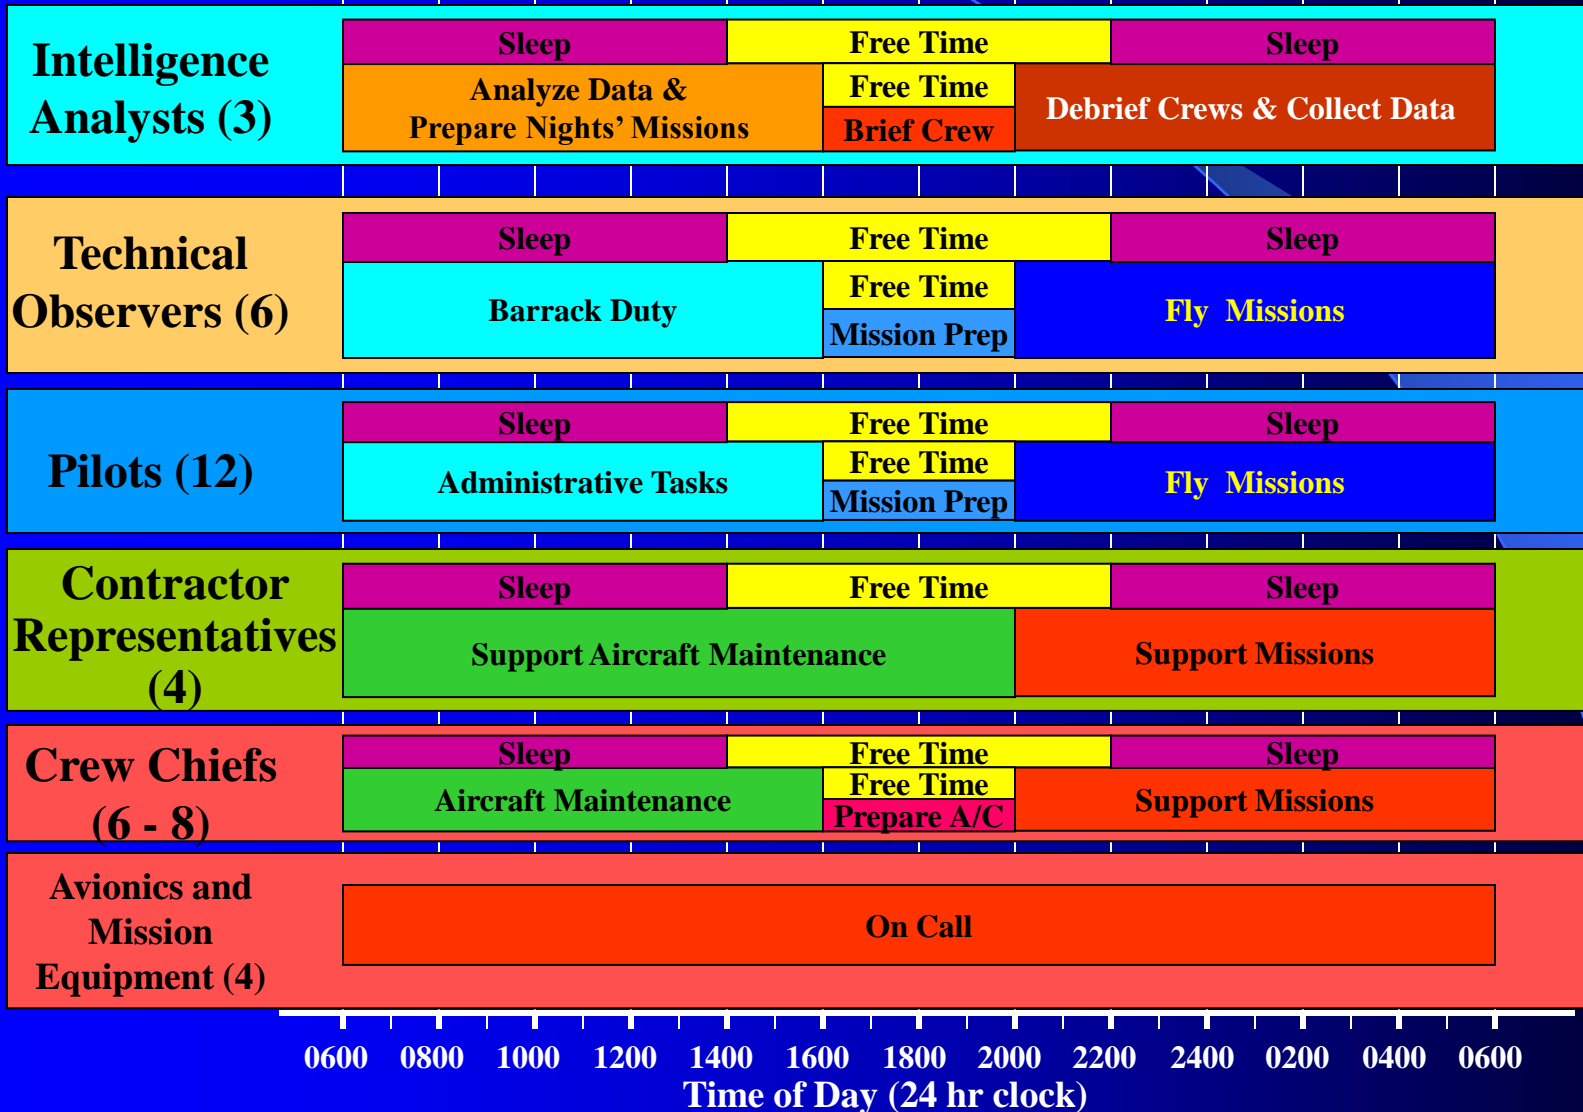 Intelligence
Analysts (3)
Sleep
Free Time
Sleep
Analyze Data &
Prepare Nights' Missions
Free Time
Brief Crew
Debrief Crews & Collect Data
Technical
Observers (6)
Sleep
Free Time
Sleep
Barrack Duty
Free Time
Mission Prep
Fly Missions
Pilots (12)
Sleep
Free Time
Sleep
Administrative Tasks
Free Time
Mission Prep
Fly Missions
Contractor
Representatives
(4)
Sleep
Free Time
Sleep
Support Aircraft Maintenance
Support Missions
Crew Chiefs
(6 - 8)
Sleep
Free Time
Sleep
Aircraft Maintenance
Free Time
Prepare A/C
Support Missions
Avionics and
Mission
Equipment (4)
On Call
0600 0800 1000 1200 1400 1600 1800 2000 2200 2400 0200 0400 0600
Time of Day (24 hr clock)